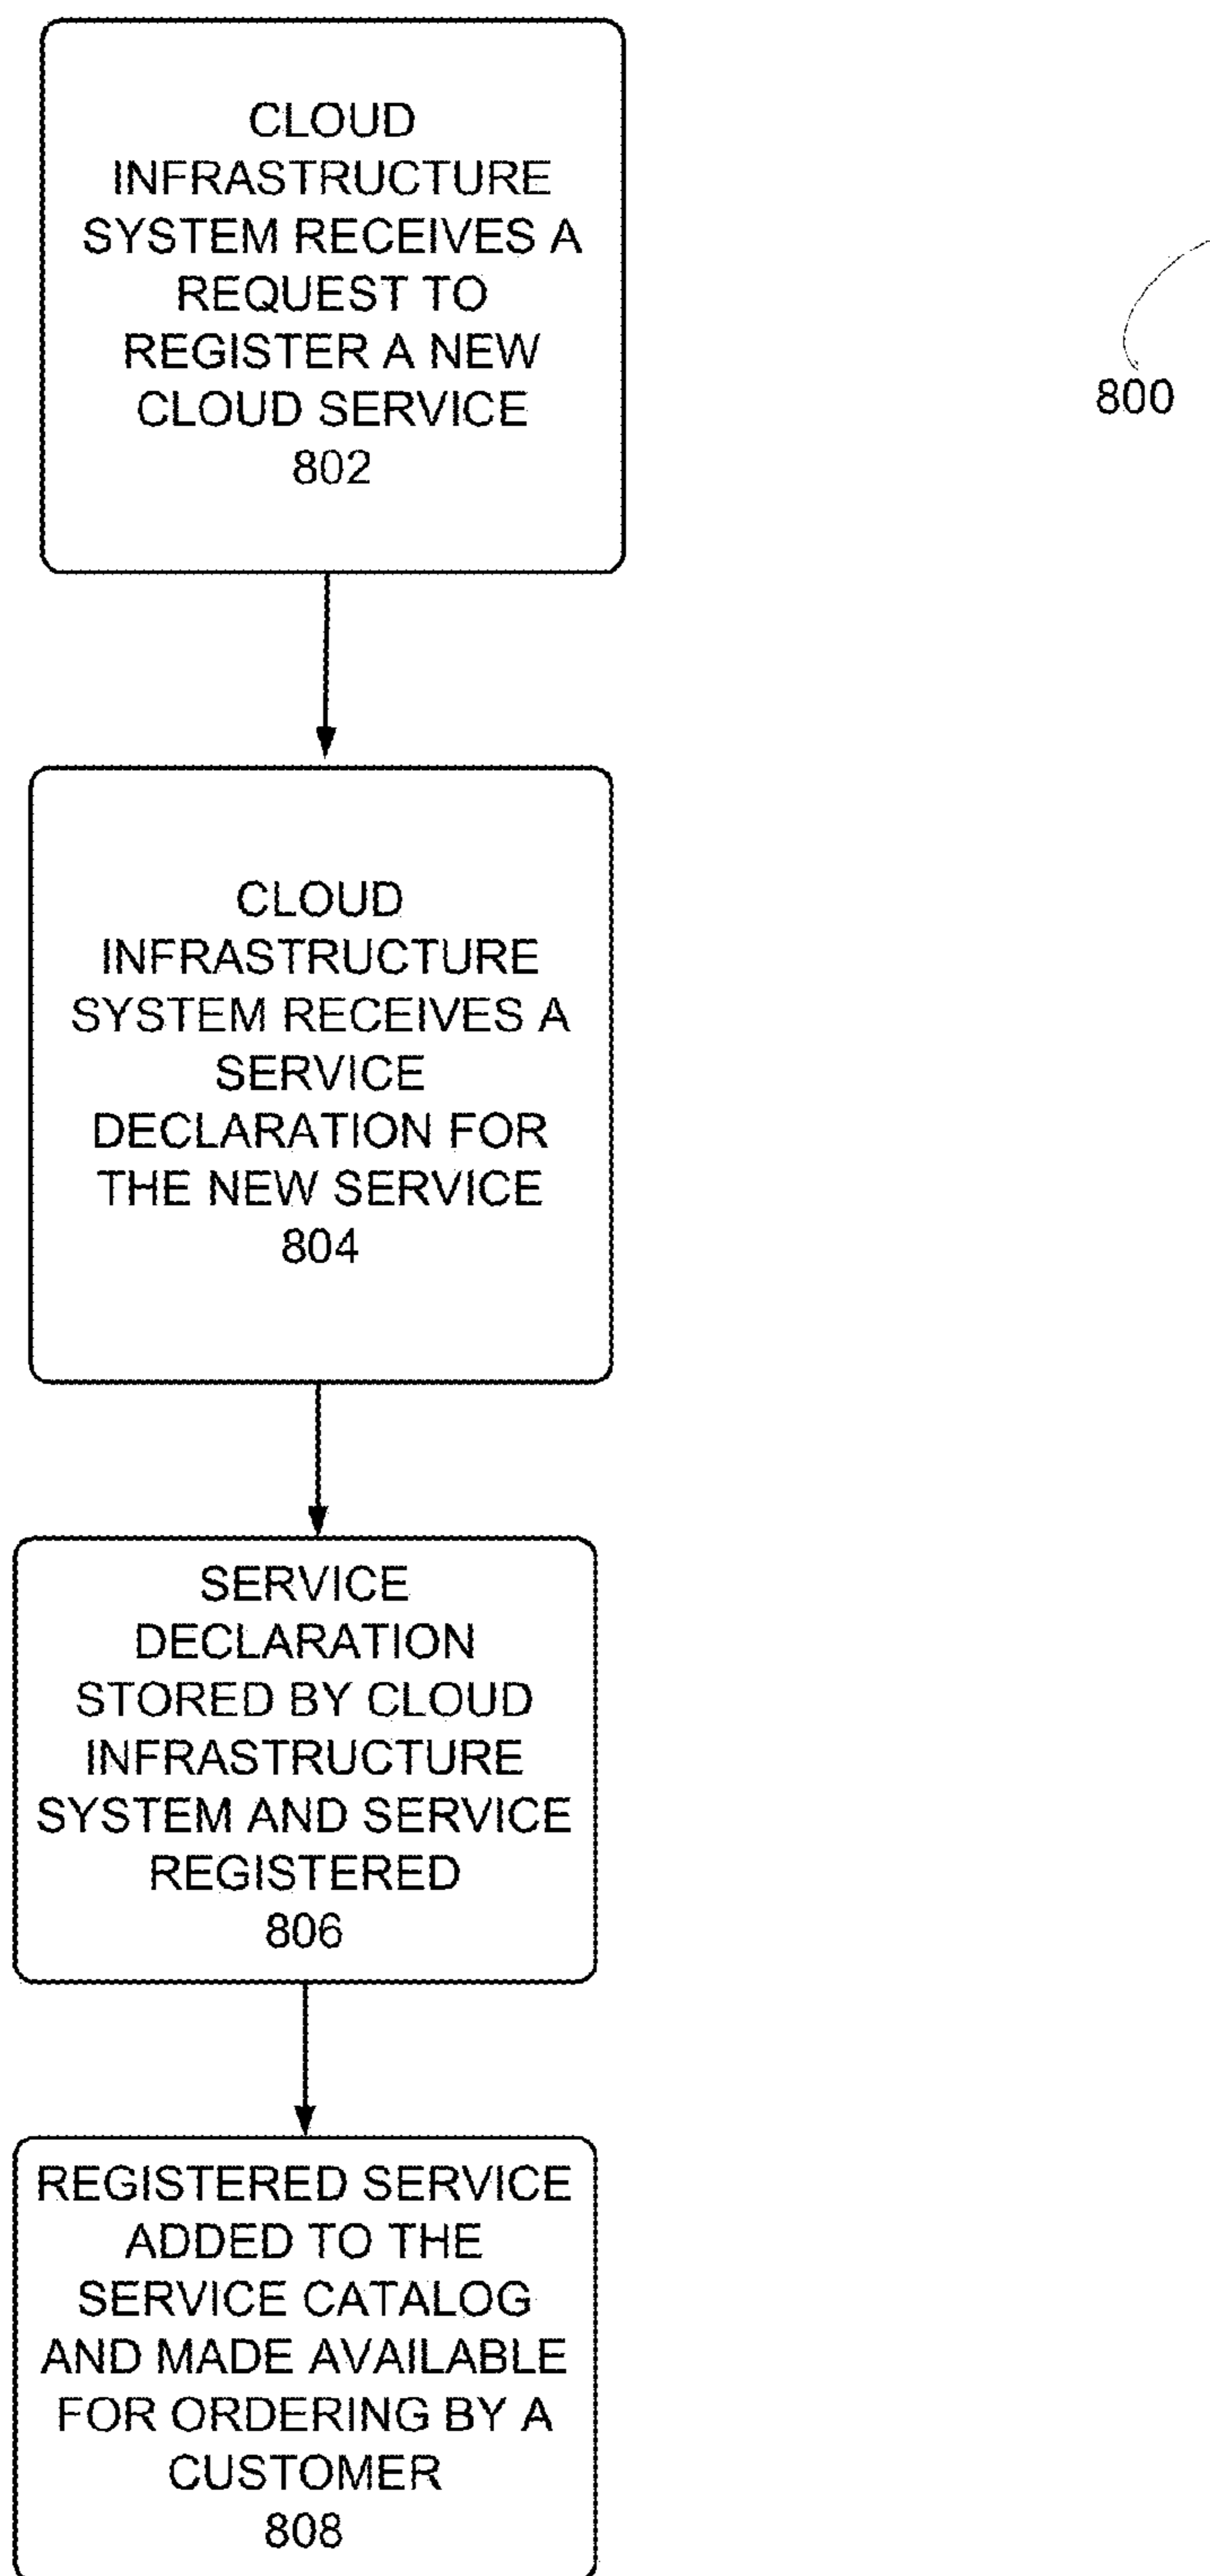 CLOUD
INFRASTRUCTURE
SYSTEM RECEIVES A
REQUEST TO
REGISTER A NEW
CLOUD SERVICE
802
800
CLOUD
INFRASTRUCTURE
SYSTEM RECEIVES A
SERVICE
DECLARATION FOR
THE NEW SERVICE
804
SERVICE
DECLARATION
STORED BY CLOUD
INFRASTRUCTURE
SYSTEM AND SERVICE
REGISTERED
806
REGISTERED SERVICE
ADDED TO THE
SERVICE CATALOG
AND MADE AVAILABLE
FOR ORDERING BY A
CUSTOMER
808